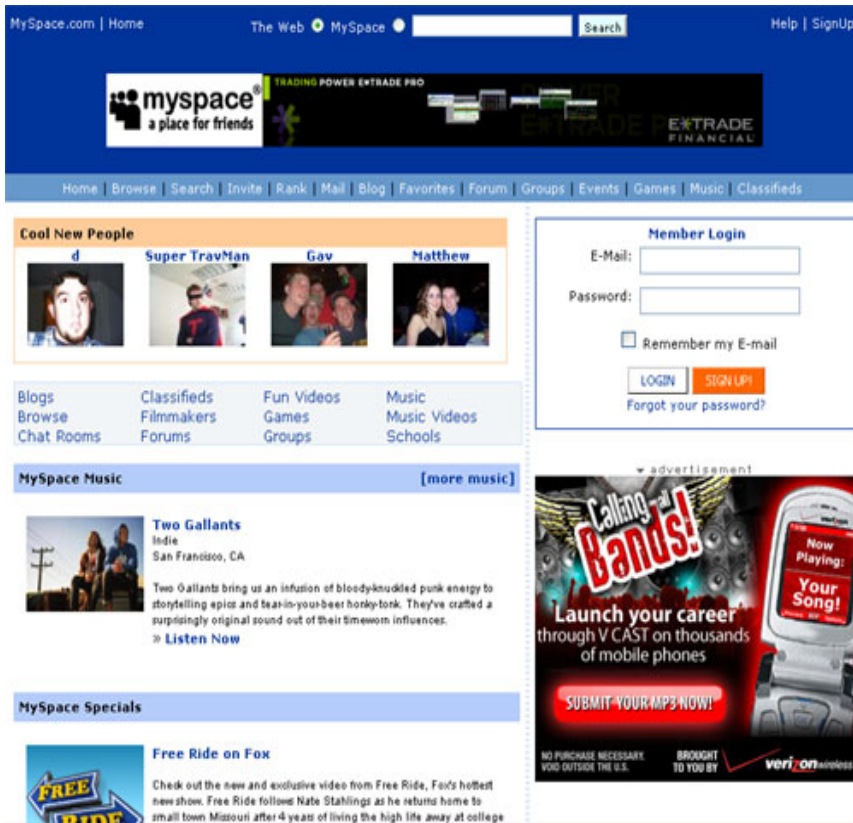 MySpace.com | Home
The Web MySpace Search
Help | SignUp
myspace®
a place for friends
TRADING POWER E*TRADE PRO
E*TRADE
FINANCIAL
Home | Browse | Search | Invite | Rank | Mail | Blog | Favorites | Forum | Groups | Events | Games | Music | Classifieds
Cool New People
d Super TravMan Gav Matthew
Blogs Classifieds Fun Videos Music
Browse Filmmakers Games Music Videos
Chat Rooms Forums Groups Schools
MySpace Music [more music]
Two Gallants
Indie
San Francisco, CA
Two Gallants bring us an infusion of bloody-knuckled punk energy to
storytelling epics and tear-in-your-beer honky-tonk. They've crafted a
surprisingly original sound out of their timeworn influences.
» Listen Now
MySpace Specials
FREE
RIDE
Free Ride on Fox
Check out the new and exclusive video from Free Ride, Fox's hottest
new show. Free Ride follows Nate Stahlings as he returns home to
small town Missouri after 4 years of living the high life away at college
Member Login
E-Mail:
Password:
Remember my E-mail
LOGIN SIGN UP!
Forgot your password?
advertisement
Calling all
Bands!
Now
Playing:
Your
Song!
Launch your career
through V CAST on thousands
of mobile phones
SUBMIT YOUR MP3 NOW!
NO PURCHASE NECESSARY.
VOID OUTSIDE THE U.S.
BROUGHT
TO YOU BY
verizon wireless